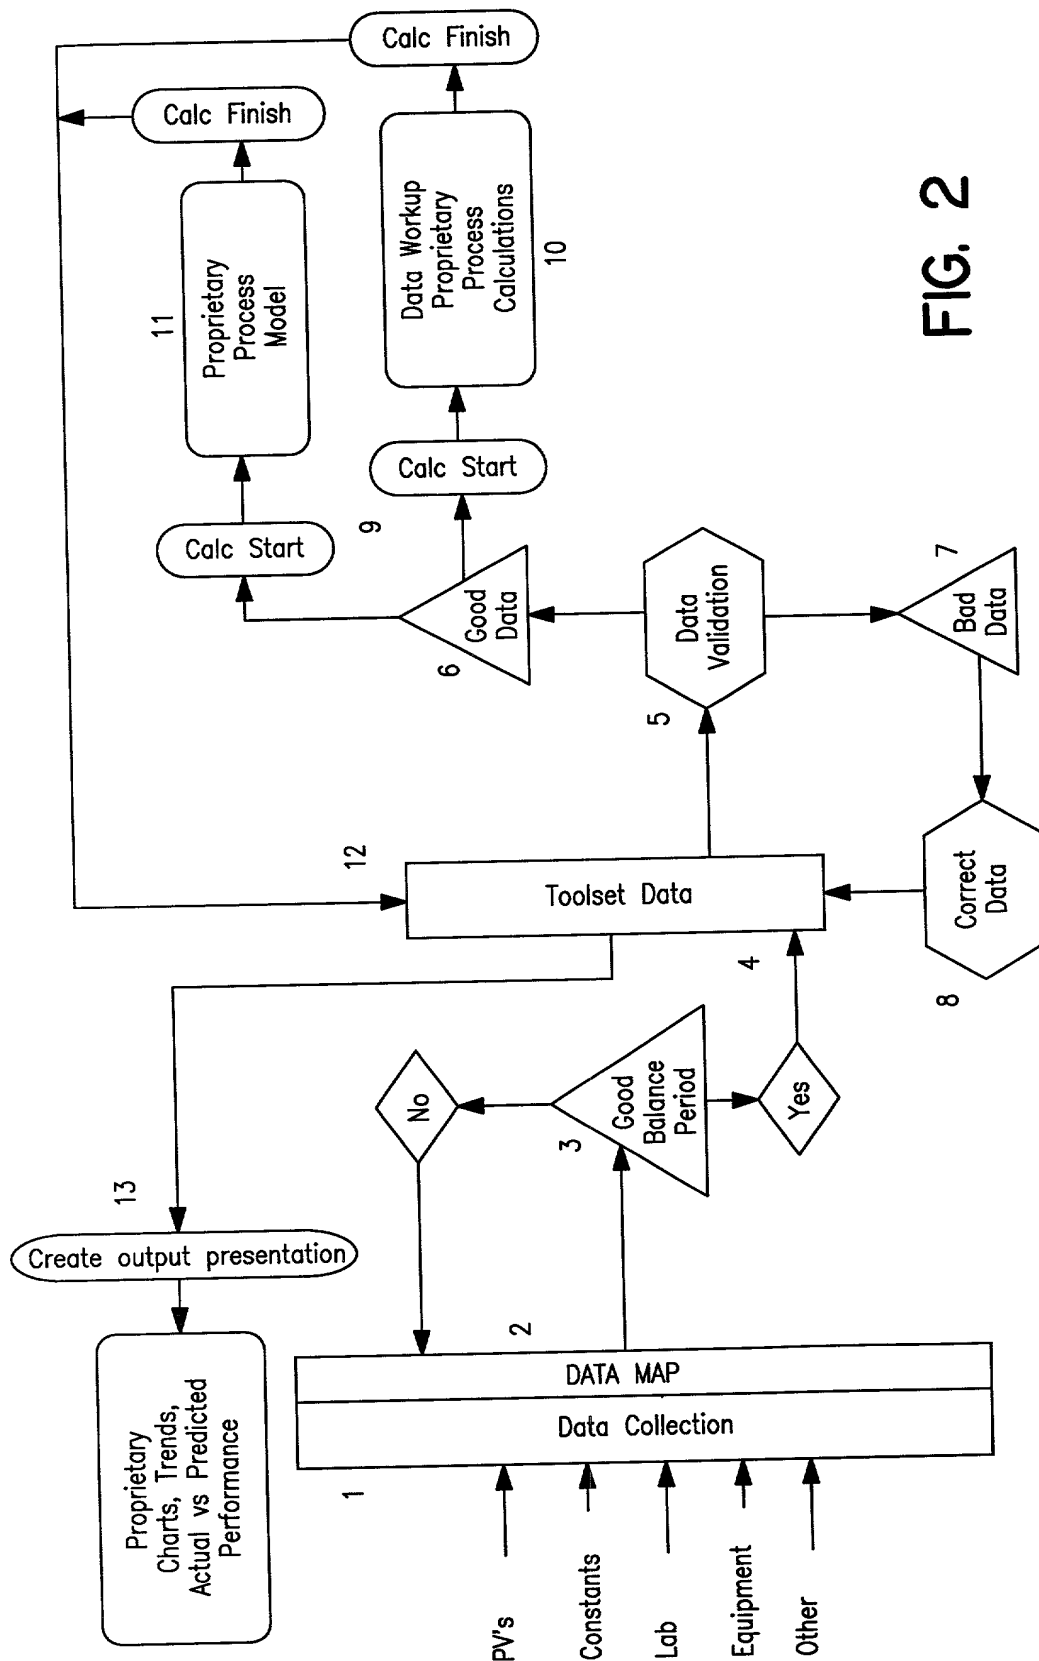 PV's
Constants
Lab
Equipment
Other
1
Data Collection
DATA MAP
2
3
Good
Balance
Period
No
Yes
4
Toolset Data
12
5
Data
Validation
6
Good
Data
7
Bad
Data
8
Correct
Data
9
Calc Start
Data Workup
Proprietary
Process
Calculations
10
Calc Finish
Calc Start
11
Proprietary
Process
Model
Calc Finish
13
Create output presentation
Proprietary
Charts, Trends,
Actual vs Predicted
Performance
FIG. 2